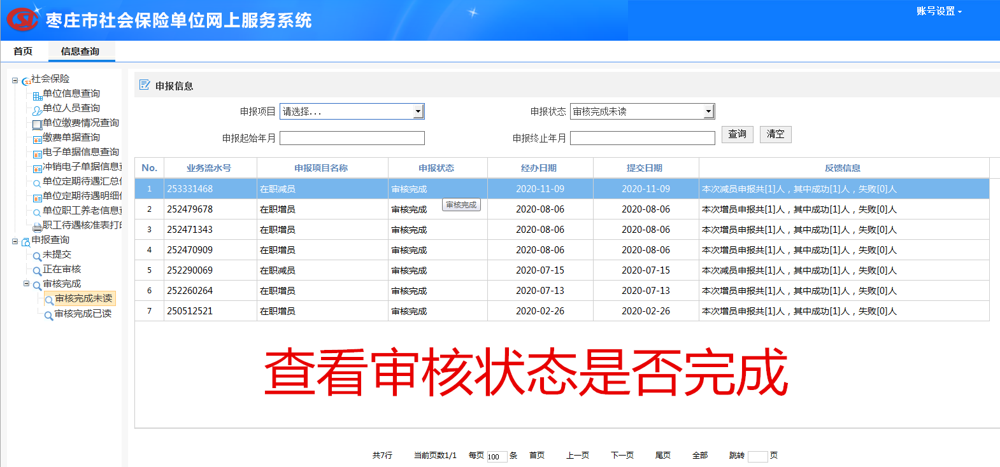 枣庄市社会保险单位网上服务系统
账号设置
首页 信息查询
社会保险
单位信息查询
单位人员查询
单位缴费情况查询
缴费单据查询
电子单据信息查询
冲销电子单据信息
单位定期待遇汇总
单位定期待遇明细
单位职工养老信息
职工待遇核准表打
申报查询
未提交
正在审核
审核完成
审核完成未读
审核完成已读
申报信息
申报项目 请选择... 申报状态 审核完成未读
申报起始年月 申报终止年月 查询 清空
No. 业务流水号 申报项目名称 申报状态 经办日期 提交日期 反馈信息
1 253331468 在职减员 审核完成 2020-11-09 2020-11-09 本次减员申报共[1]人，其中成功[1]人，失败[0]人
审核完成
2 252479678 在职增员 审核完成 2020-08-06 2020-08-06 本次增员申报共[1]人，其中成功[1]人，失败[0]人
3 252471343 在职增员 审核完成 2020-08-06 2020-08-06 本次增员申报共[1]人，其中成功[1]人，失败[0]人
4 252470909 在职增员 审核完成 2020-08-06 2020-08-06 本次增员申报共[1]人，其中成功[1]人，失败[0]人
5 252290069 在职减员 审核完成 2020-07-15 2020-07-15 本次减员申报共[1]人，其中成功[1]人，失败[0]人
6 252260264 在职增员 审核完成 2020-07-13 2020-07-13 本次增员申报共[1]人，其中成功[1]人，失败[0]人
7 250512521 在职增员 审核完成 2020-02-26 2020-02-26 本次增员申报共[1]人，其中成功[1]人，失败[0]人
查看审核状态是否完成
共7行 当前页数1/1 每页 100 条 首页 上一页 下一页 尾页 全部 跳转 页